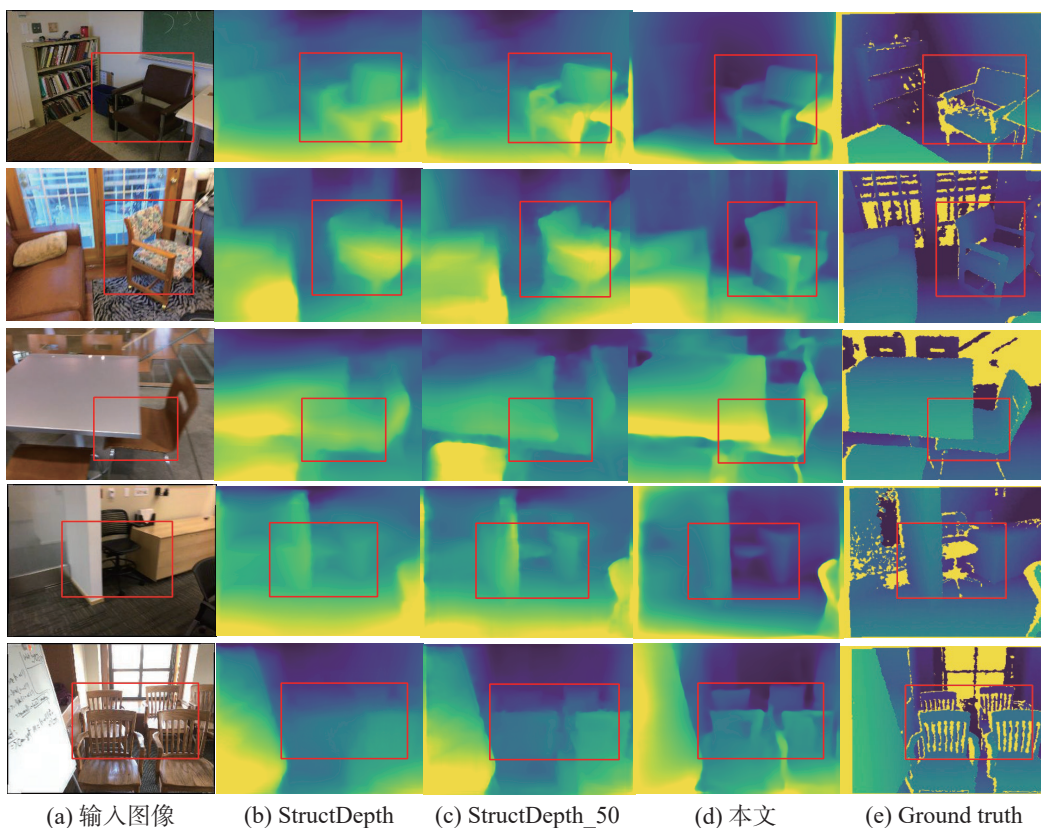 (a) 输入图像
(b) StructDepth
(c) StructDepth_50
(d) 本文
(e) Ground truth